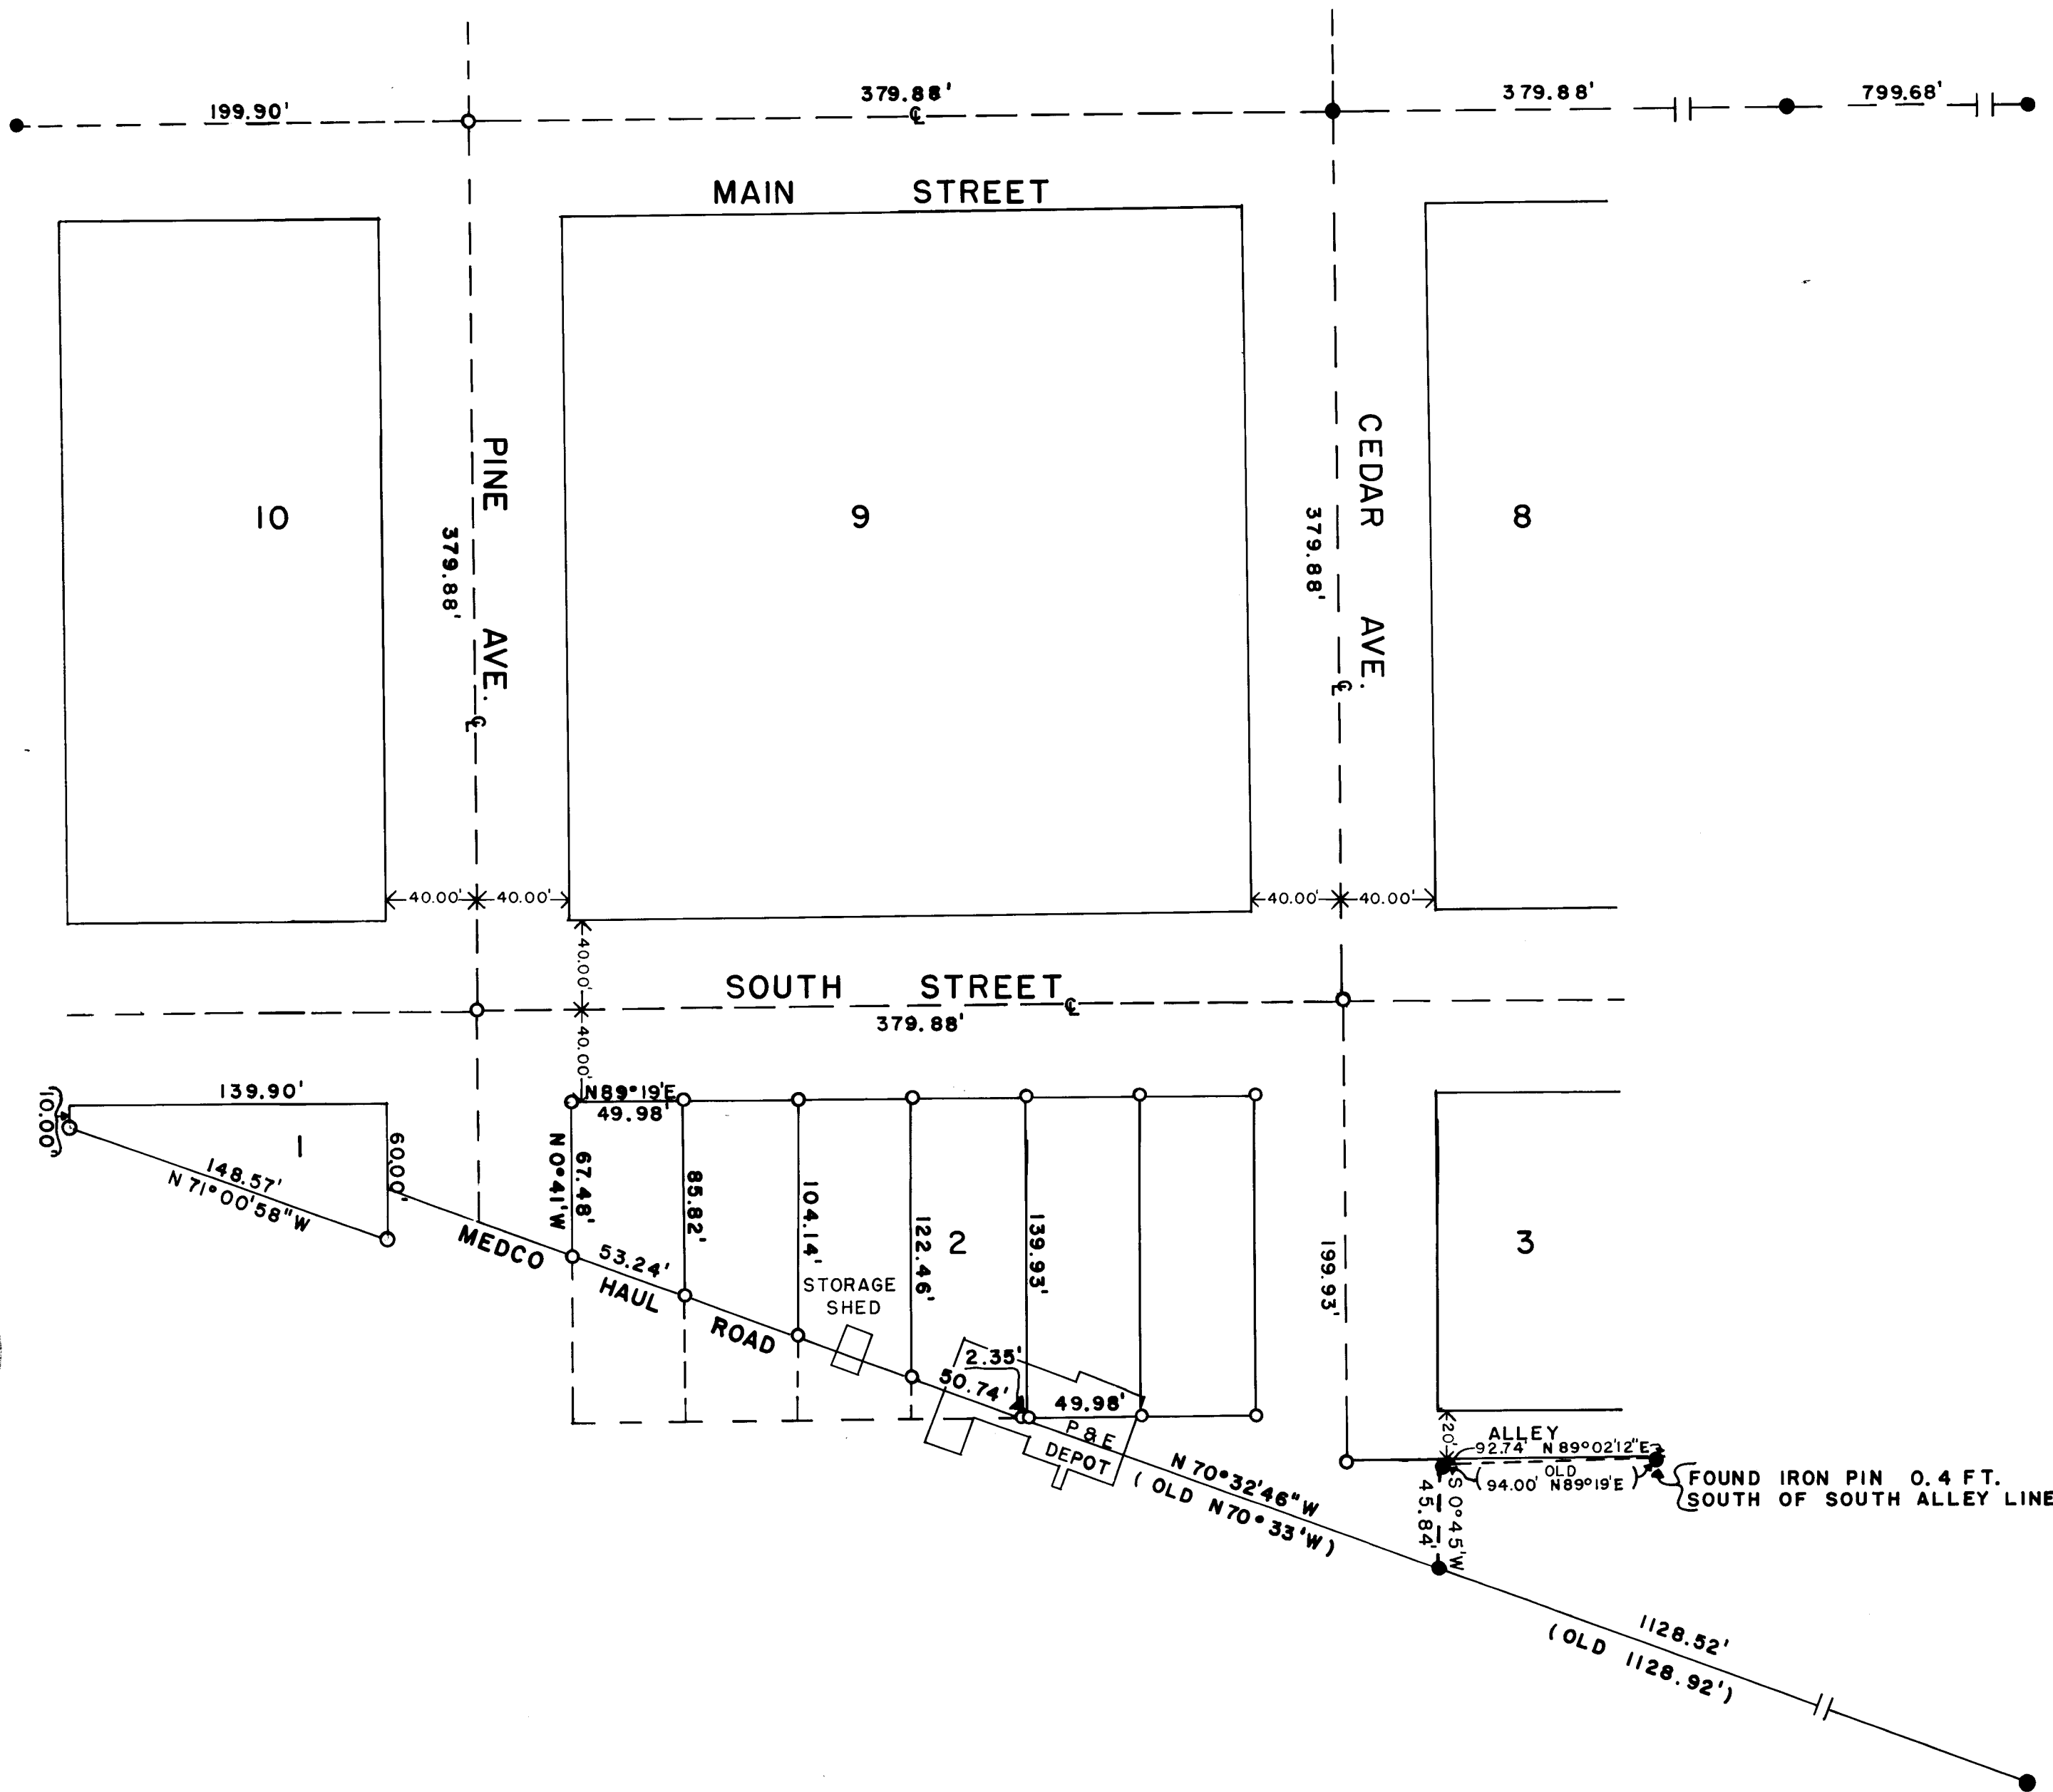 199.90'
379.88'
℄
379.88'
799.68'
MAIN STREET
PINE AVE.
℄
379.88'
CEDAR AVE.
℄
379.88'
10
9
8
40.00'
40.00'
40.00'
40.00'
40.00'
SOUTH STREET
℄
379.88'
40.00'
139.90'
10.00'
1
60.00'
148.57'
N 71°00'58"W
N89°19'E
49.98'
N 0°41'W
67.48'
85.82'
104.14'
122.46'
2
139.93'
199.93'
3
MEDCO HAUL ROAD
53.24'
STORAGE
SHED
2.35'
50.74'
49.98'
P & E
DEPOT
N 70°32'46"W
(OLD N70°33'W)
20'
ALLEY
92.74' N 89°02'12"E
OLD
(94.00' N89°19'E)
S 0°45'W
45.84'
FOUND IRON PIN 0.4 FT.
SOUTH OF SOUTH ALLEY LINE
1128.52'
(OLD 1128.92')